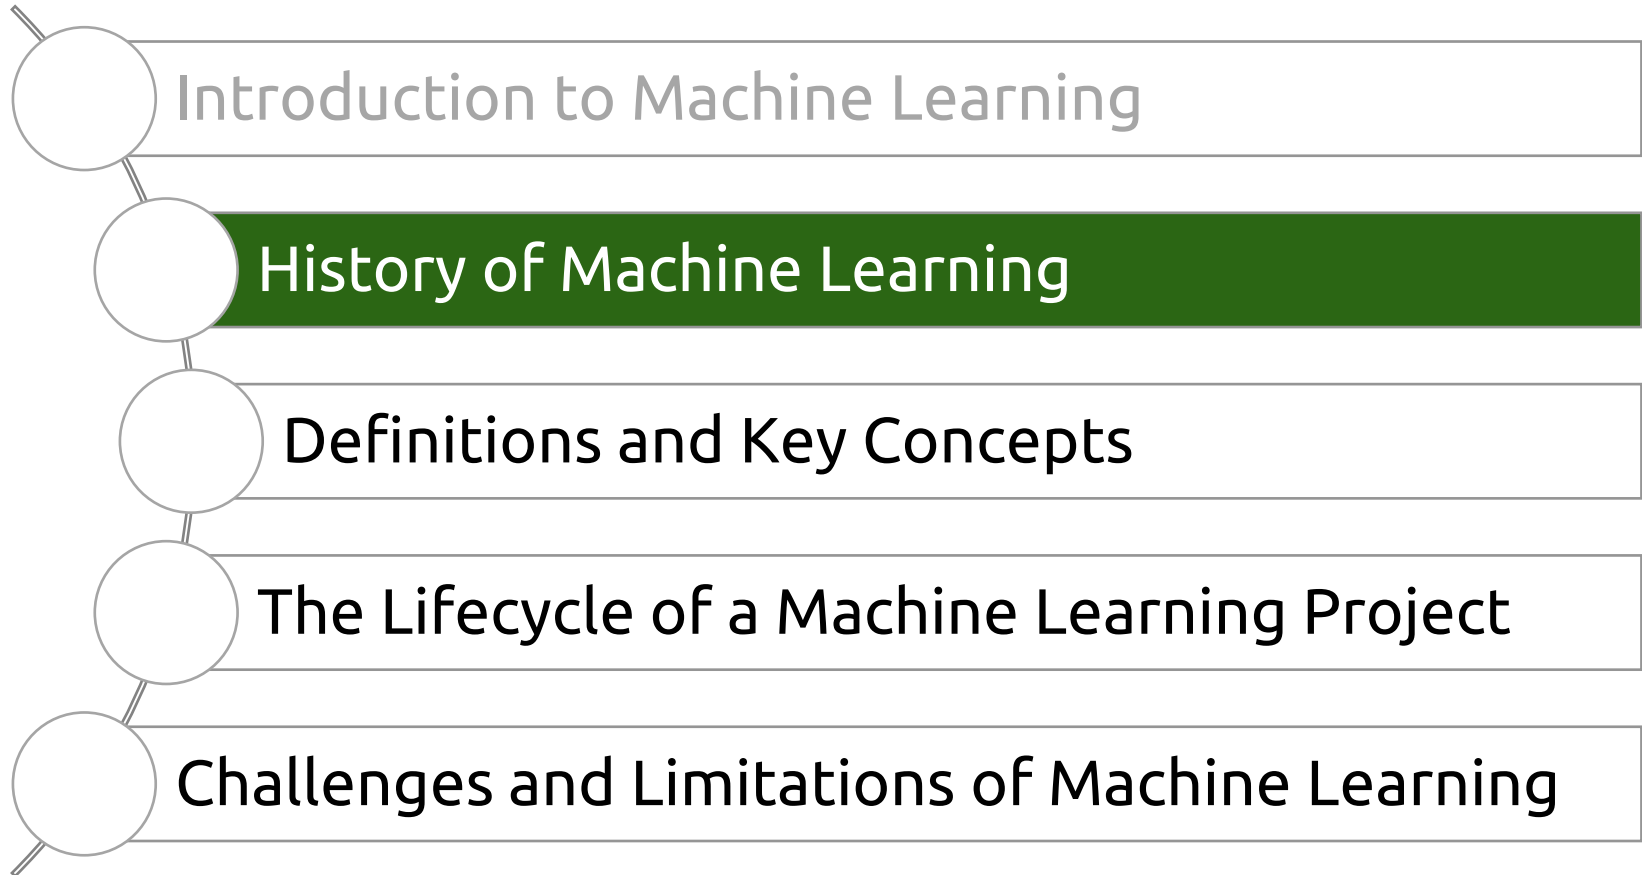 Introduction to Machine Learning
History of Machine Learning
Definitions and Key Concepts
The Lifecycle of a Machine Learning Project
Challenges and Limitations of Machine Learning